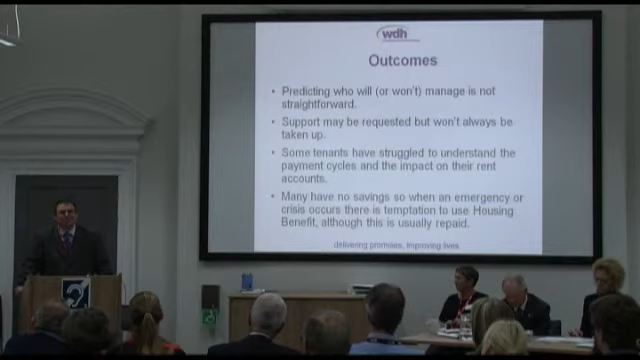 wdh
Outcomes
• Predicting who will (or won't) manage is not
straightforward.
• Support may be requested but won't always be
taken up.
• Some tenants have struggled to understand the
payment cycles and the impact on their rent
accounts.
• Many have no savings so when an emergency or
crisis occurs there is temptation to use Housing
Benefit, although this is usually repaid.
delivering promises, improving lives